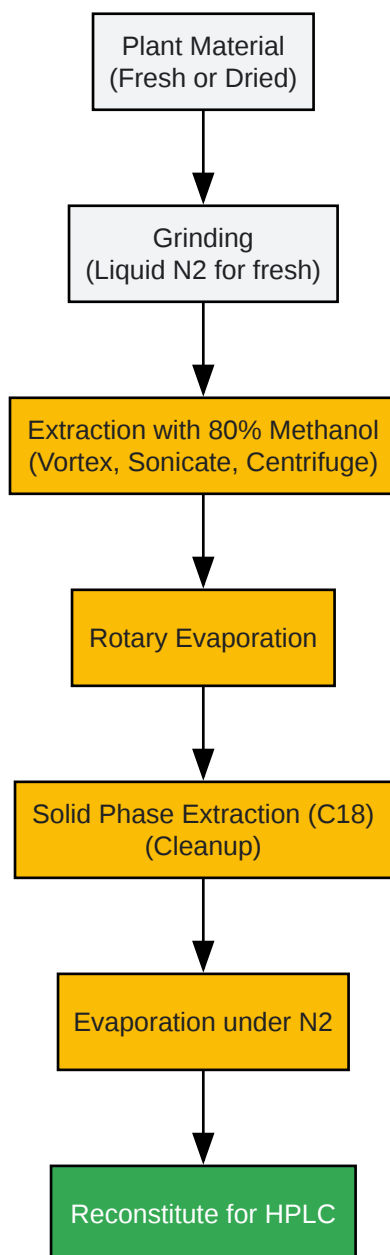 Plant Material
(Fresh or Dried)
Grinding
(Liquid N2 for fresh)
Extraction with 80% Methanol
(Vortex, Sonicate, Centrifuge)
Rotary Evaporation
Solid Phase Extraction (C18)
(Cleanup)
Evaporation under N2
Reconstitute for HPLC